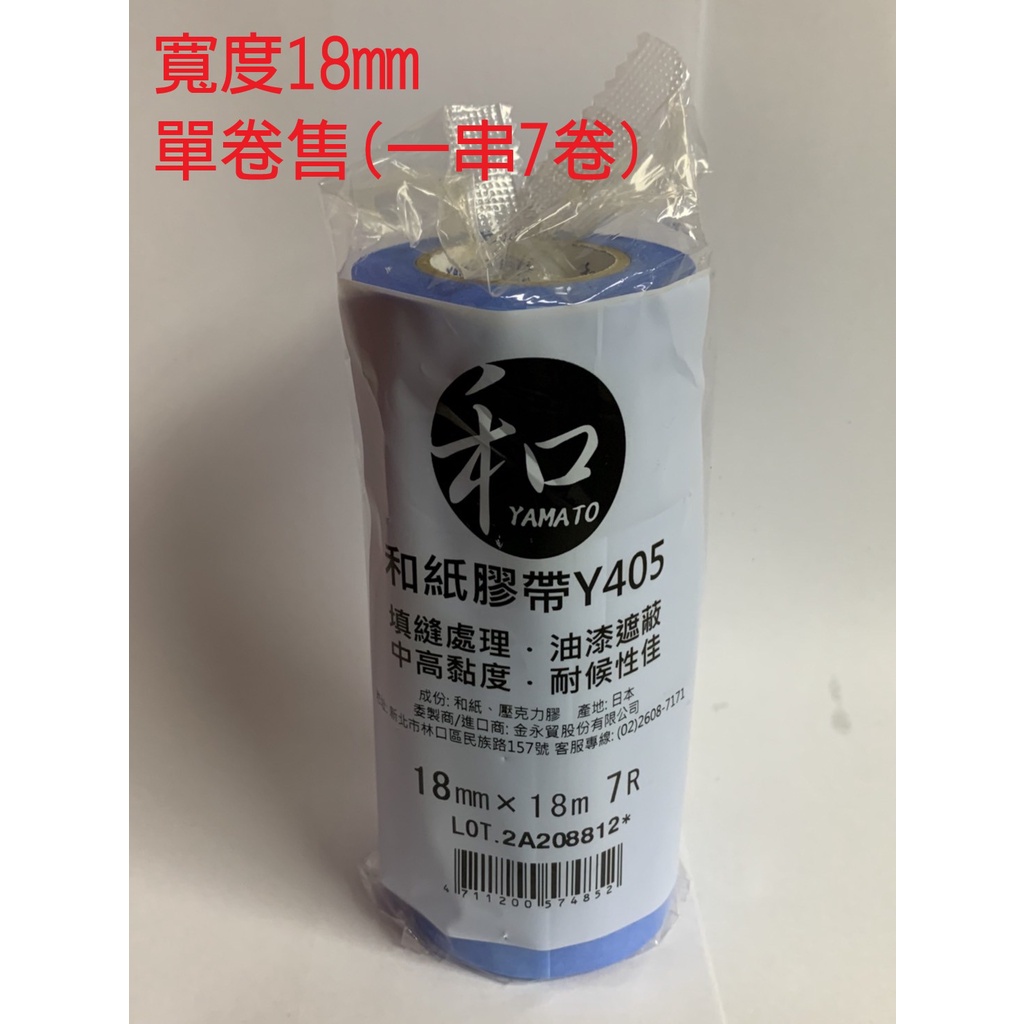 寬度18mm
單卷售(一串7卷)
和
YAMATO
和紙膠帶Y405
填縫處理．油漆遮蔽
中高黏度．耐候性佳
成份: 和紙、壓克力膠　產地: 日本
委製商/進口商: 金永貿股份有限公司
新北市林口區民族路157號 客服專線: (02)2608-7171
18mm×18m 7R
LOT.2A208812*
4 711200 574852